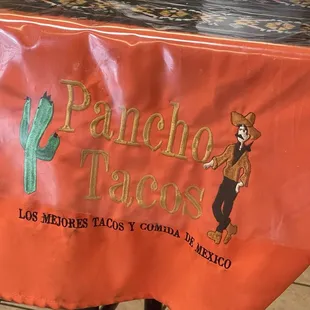 Pancho
Tacos
LOS MEJORES TACOS Y COMIDA DE MEXICO